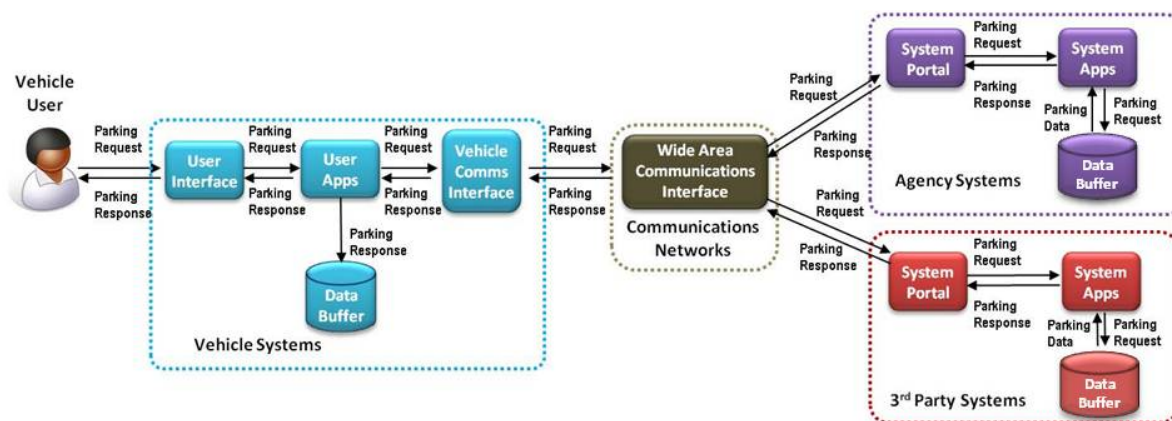 Vehicle
User
Parking
Request
Parking
Response
User
Interface
Parking
Request
Parking
Response
User
Apps
Parking
Request
Parking
Response
Vehicle
Comms
Interface
Parking
Response
Data
Buffer
Vehicle Systems
Parking
Request
Parking
Response
Wide Area
Communications
Interface
Communications
Networks
Parking
Request
Parking
Response
System
Portal
Parking
Request
Parking
Response
System
Apps
Parking
Data
Parking
Request
Data
Buffer
Agency Systems
Parking
Request
Parking
Response
System
Portal
Parking
Request
Parking
Response
System
Apps
Parking
Data
Parking
Request
Data
Buffer
3rd Party Systems